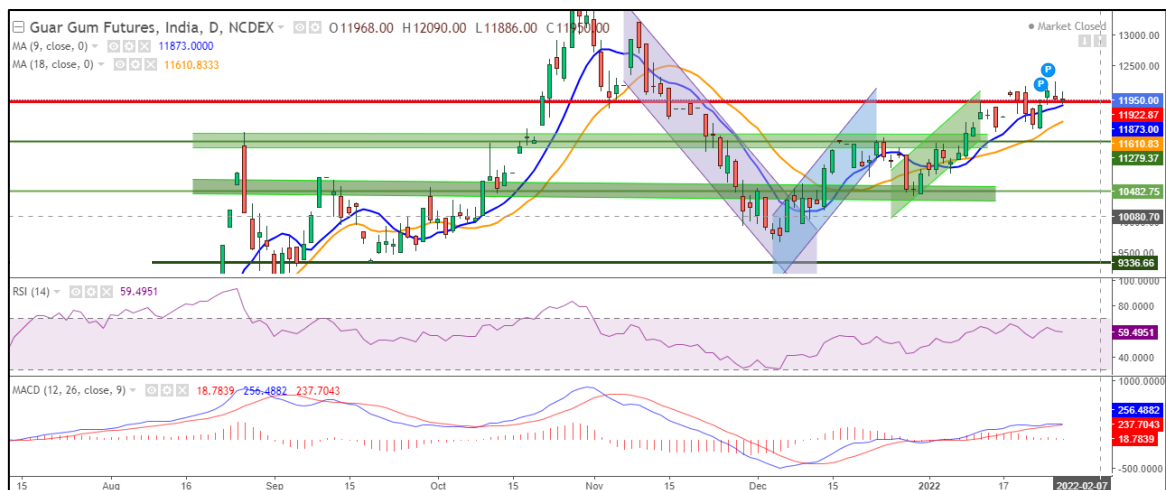 Guar Gum Futures, India, D, NCDEX O11968.00 H12090.00 L11886.00 C11950.00
Market Closed
MA (9, close, 0) 11873.0000
MA (18, close, 0) 11610.8333
P
P
13000.00
12500.00
11950.00
11922.87
11873.00
11610.83
11279.37
10482.75
10080.70
9500.00
9336.66
RSI (14) 59.4951
100.0000
80.0000
59.4951
40.0000
MACD (12, 26, close, 9) 18.7839 256.4882 237.7043
1000.0000
256.4882
237.7043
18.7839
-500.0000
15 Aug 16 Sep 15 Oct 15 Nov 15 Dec 15 2022 17 2022-02-07